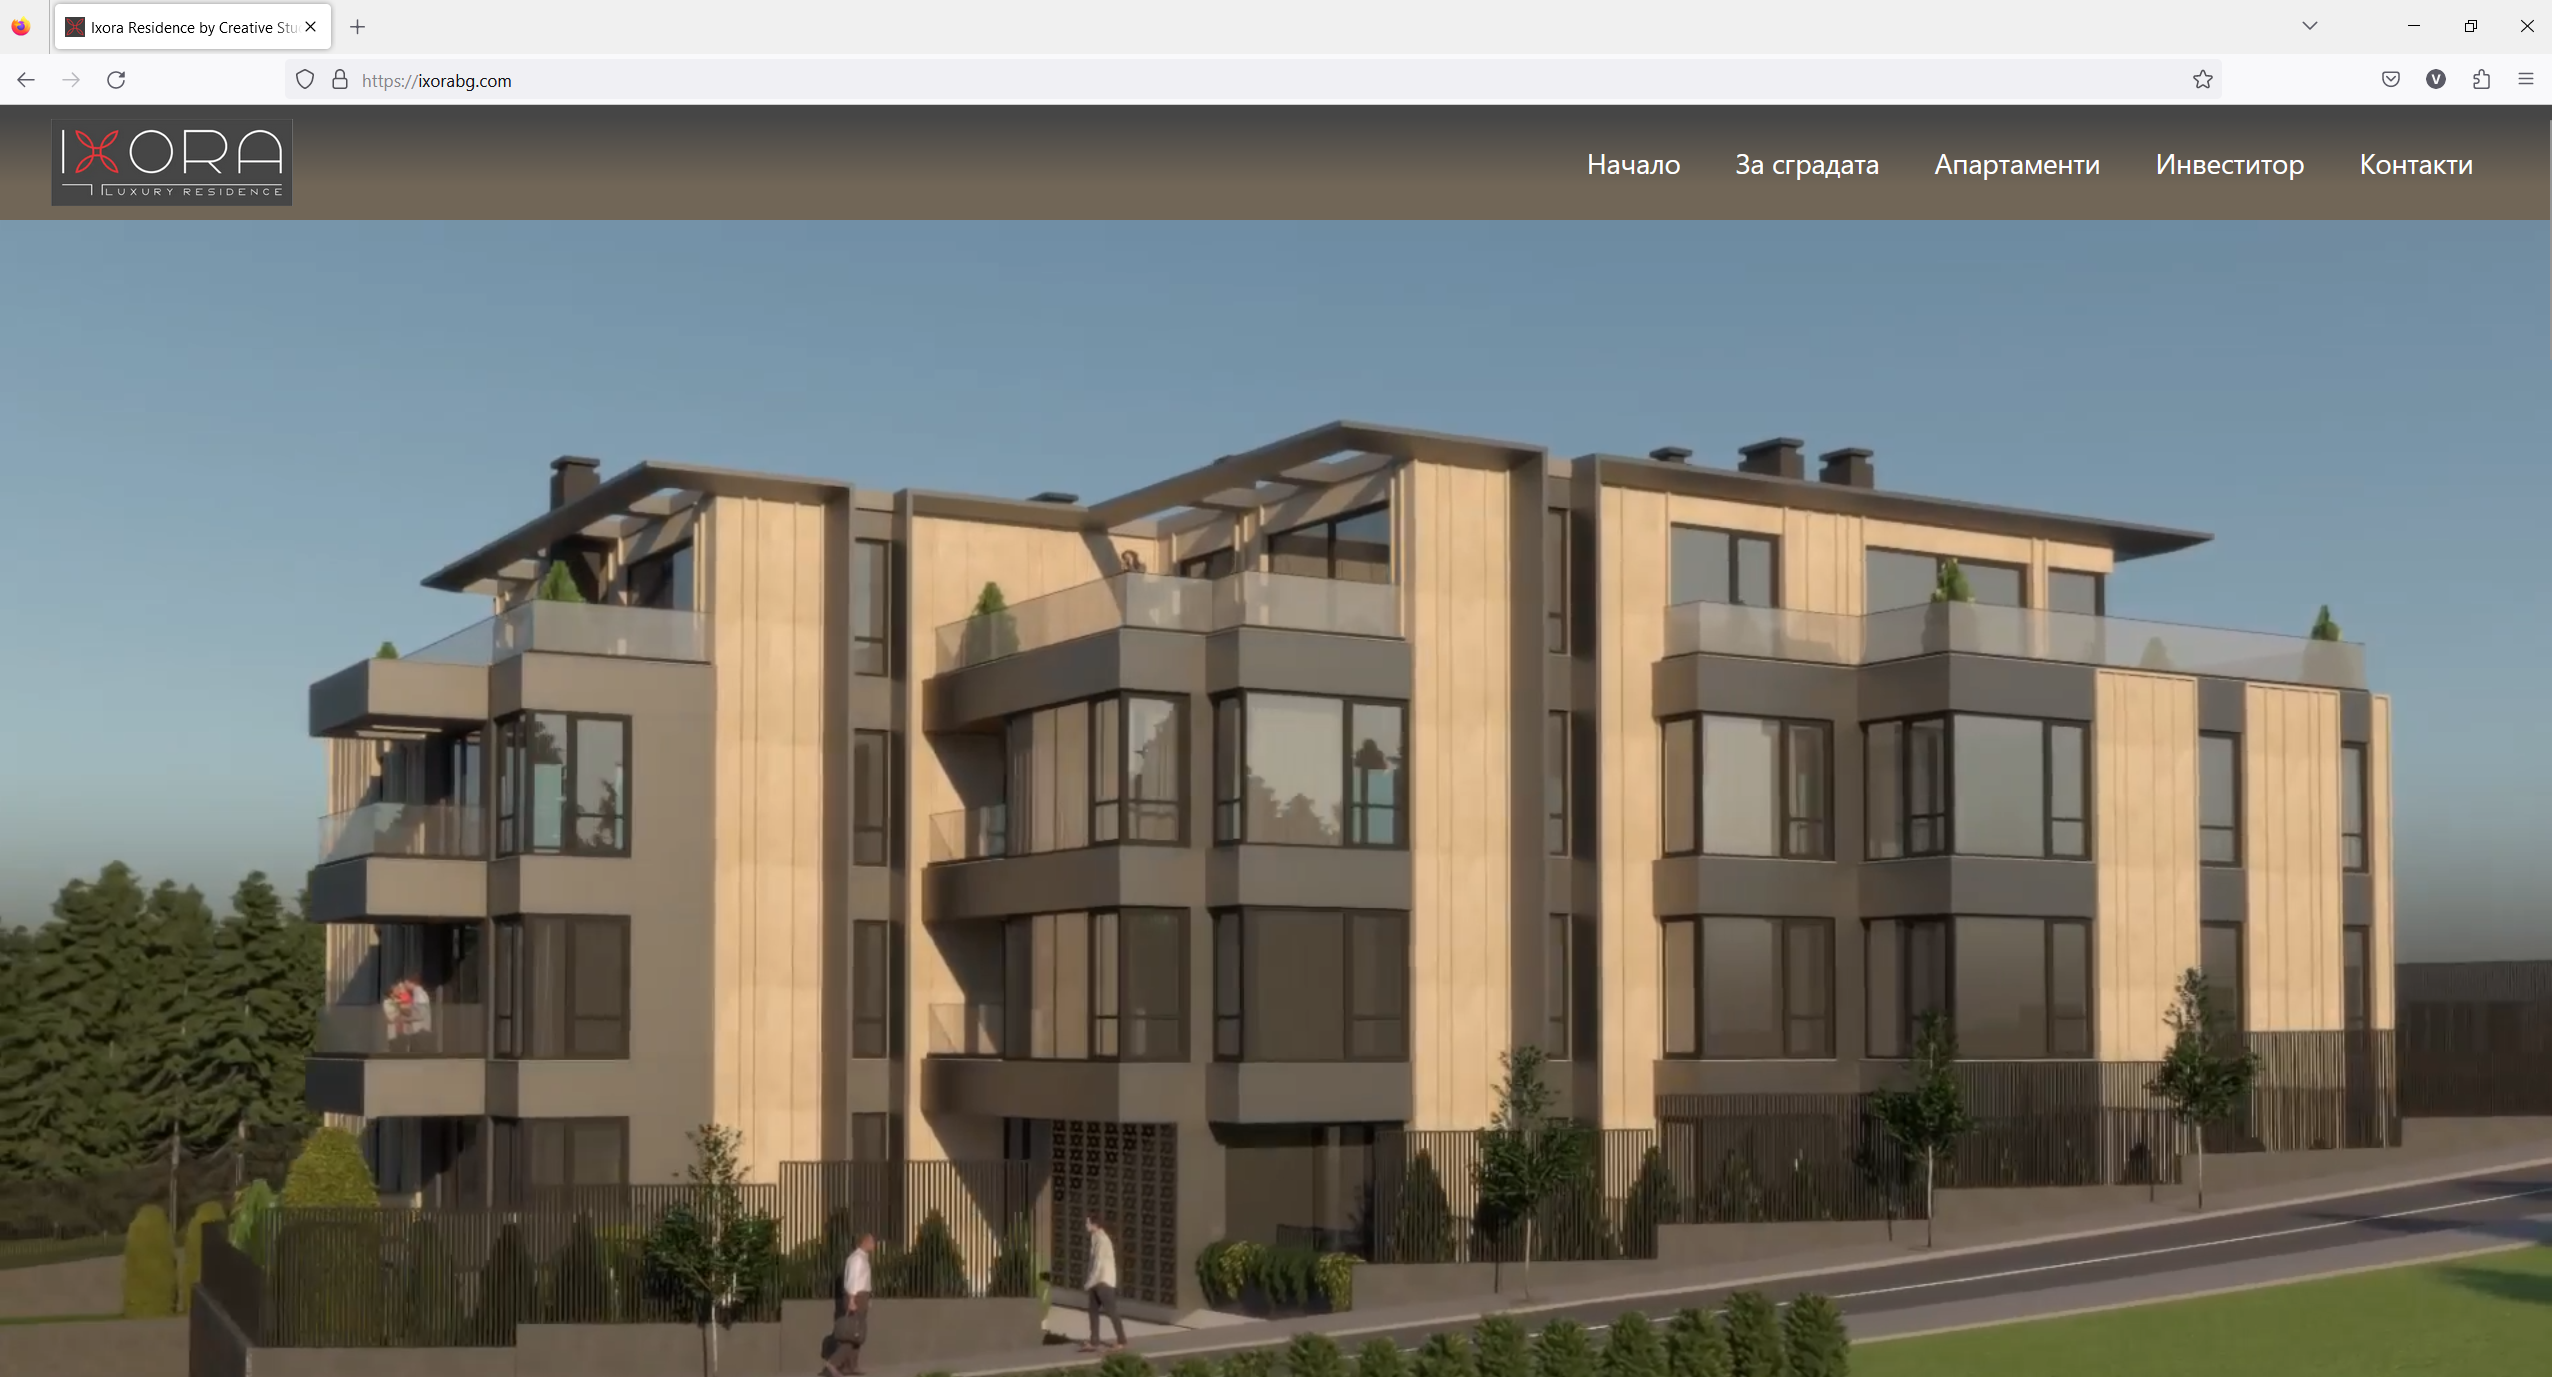 Ixora Residence by Creative Stu
https://ixorabg.com
V
IXORA
LUXURY RESIDENCE
Начало За сградата Апартаменти Инвеститор Контакти